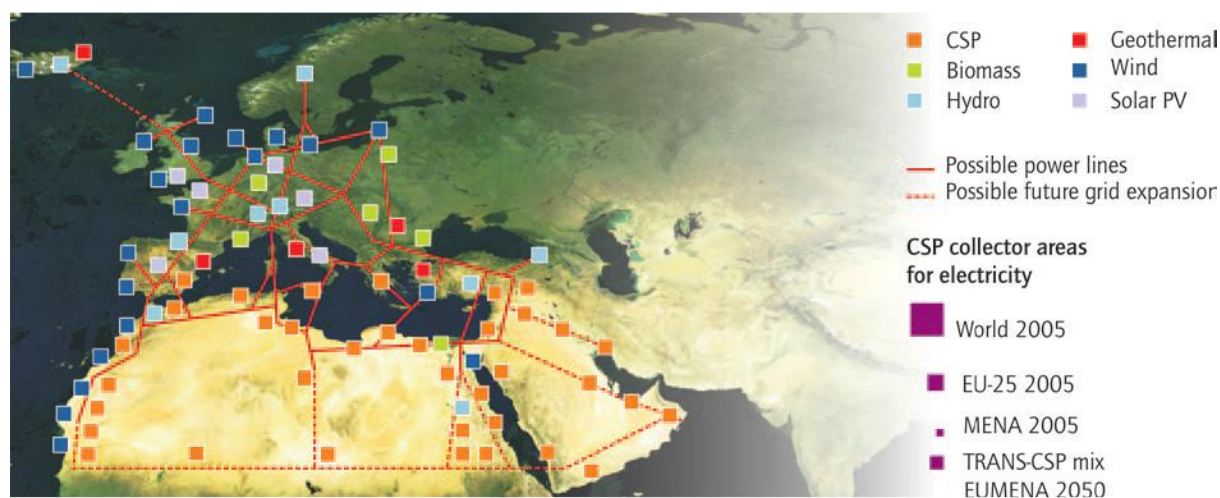 CSP
Biomass
Hydro
Geothermal
Wind
Solar PV
Possible power lines
Possible future grid expansion
CSP collector areas
for electricity
World 2005
EU-25 2005
MENA 2005
TRANS-CSP mix
EUMENA 2050